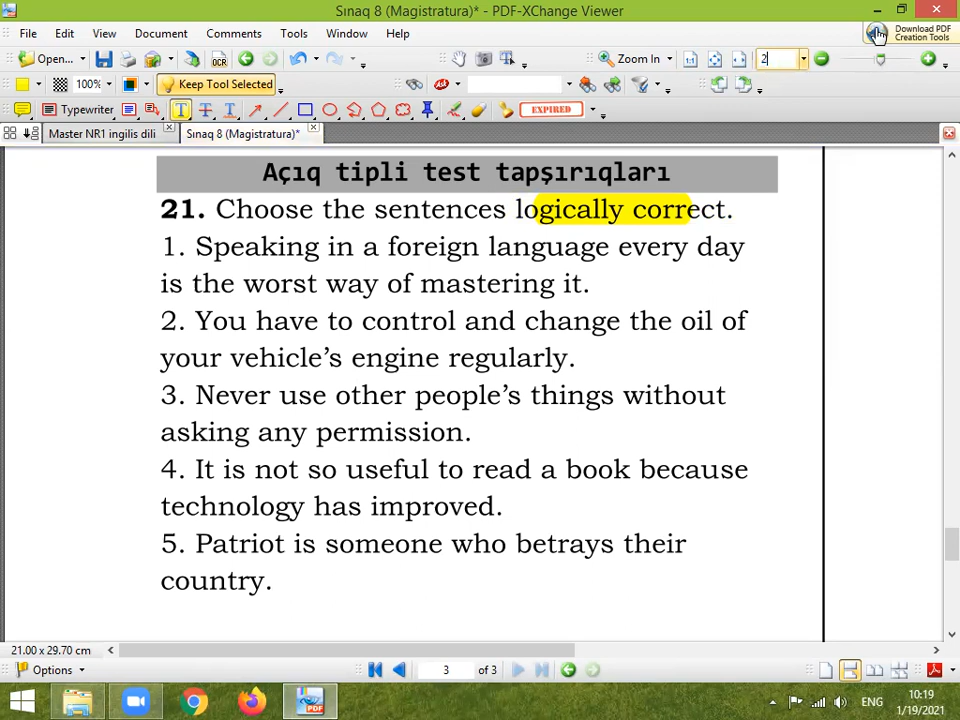 Sınaq 8 (Magistratura)* - PDF-XChange Viewer
File Edit View Document Comments Tools Window Help
Download PDF Creation Tools
Open... OCR Zoom In 1:1 2
100% Keep Tool Selected
Typewriter T T T EXPIRED
Master NR1 ingilis dili Sınaq 8 (Magistratura)*
Açıq tipli test tapşırıqları
21. Choose the sentences logically correct.
1. Speaking in a foreign language every day
is the worst way of mastering it.
2. You have to control and change the oil of
your vehicle’s engine regularly.
3. Never use other people’s things without
asking any permission.
4. It is not so useful to read a book because
technology has improved.
5. Patriot is someone who betrays their
country.
21.00 x 29.70 cm
Options 3 of 3
PDF
ENG
10:19
1/19/2021